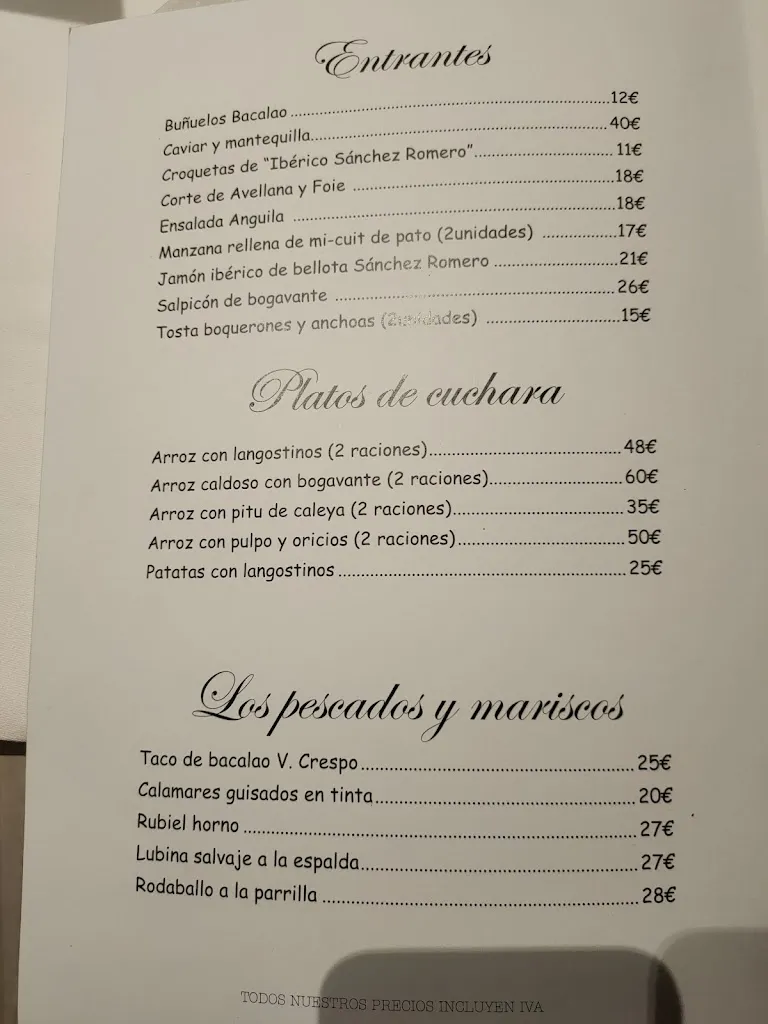 Entrantes
Buñuelos Bacalao ........ 12€
Caviar y mantequilla........ 40€
Croquetas de "Ibérico Sánchez Romero"........ 11€
Corte de Avellana y Foie ........ 18€
Ensalada Anguila ........ 18€
Manzana rellena de mi-cuit de pato (2unidades) ........ 17€
Jamón ibérico de bellota Sánchez Romero ........ 21€
Salpicón de bogavante ........ 26€
Tosta boquerones y anchoas (2unidades) ........ 15€
Platos de cuchara
Arroz con langostinos (2 raciones)........ 48€
Arroz caldoso con bogavante (2 raciones)........ 60€
Arroz con pitu de caleya (2 raciones)........ 35€
Arroz con pulpo y oricios (2 raciones)........ 50€
Patatas con langostinos ........ 25€
Los pescados y mariscos
Taco de bacalao V. Crespo........ 25€
Calamares guisados en tinta........ 20€
Rubiel horno ........ 27€
Lubina salvaje a la espalda........ 27€
Rodaballo a la parrilla ........ 28€
TODOS NUESTROS PRECIOS INCLUYEN IVA